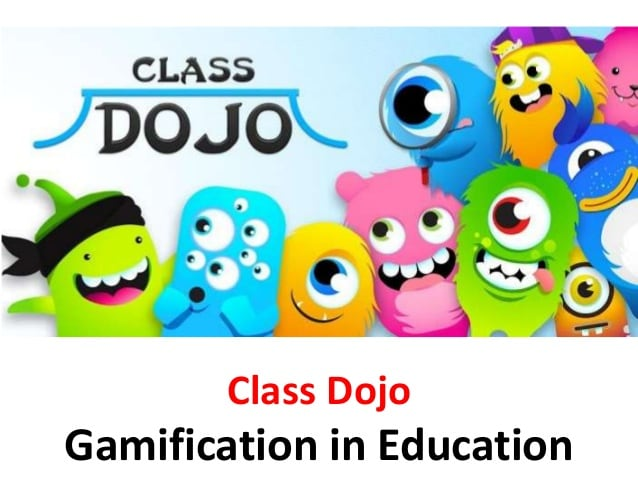 CLASS
DOJO
Class Dojo
Gamification in Education